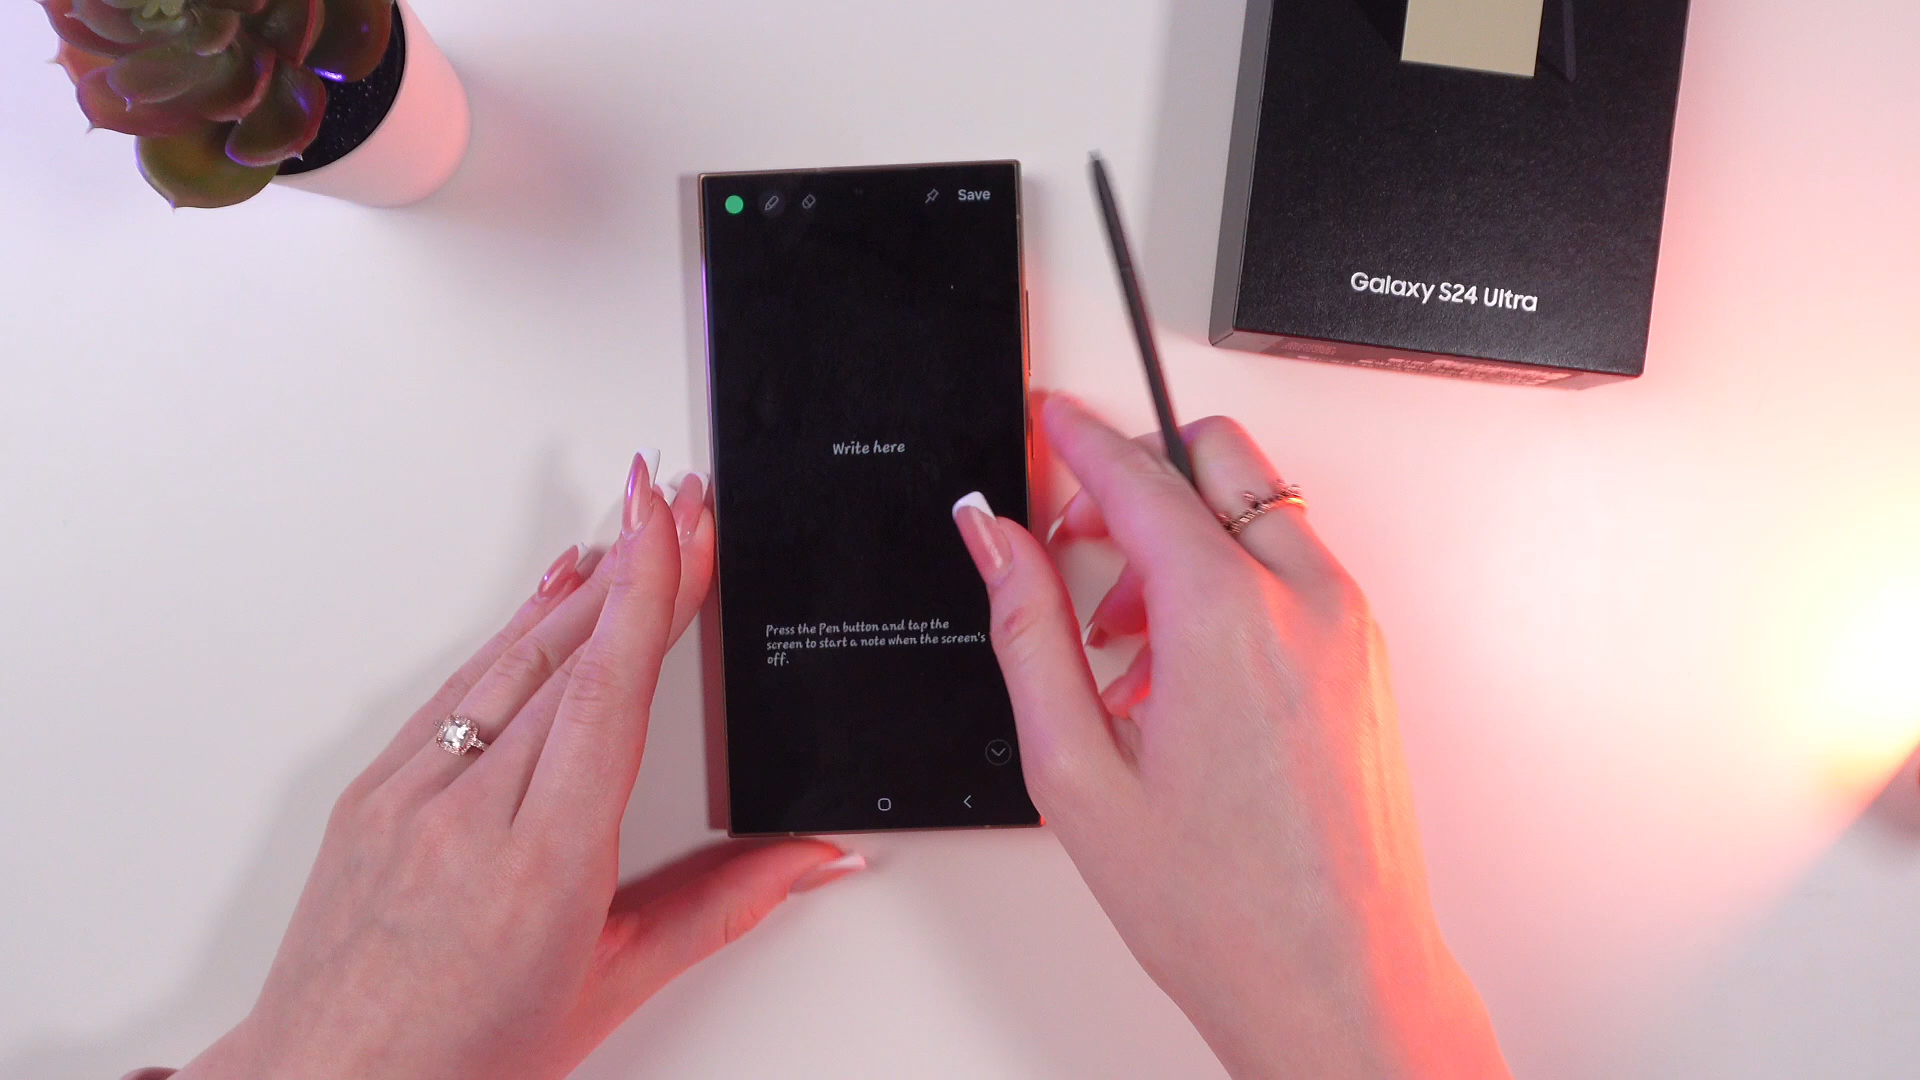 Save
Galaxy S24 Ultra
Write here
Press the Pen button and tap the
screen to start a note when the screen's
off.